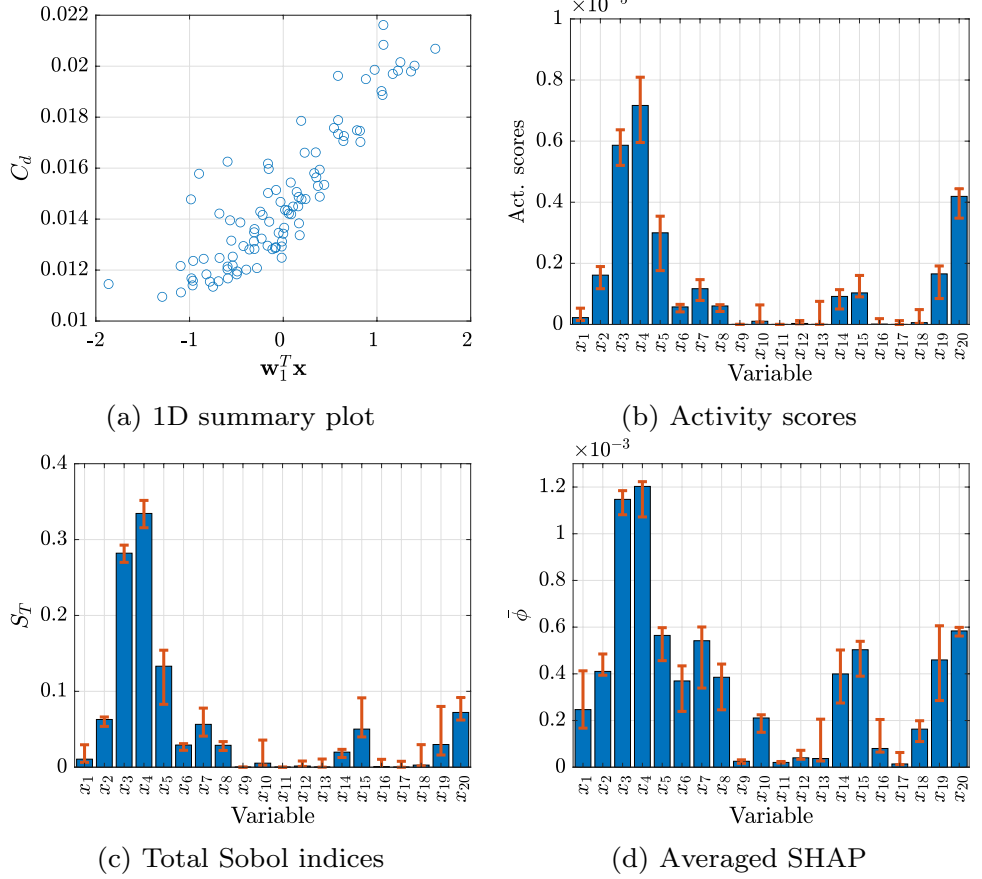 0.022
0.02
0.018
0.016
0.014
0.012
0.01
C_d
-2 -1 0 1 2
w_1^T x
(a) 1D summary plot
1
0.8
0.6
0.4
0.2
0
Act. scores
x_1 x_2 x_3 x_4 x_5 x_6 x_7 x_8 x_9 x_10 x_11 x_12 x_13 x_14 x_15 x_16 x_17 x_18 x_19 x_20
Variable
(b) Activity scores
0.4
0.3
0.2
0.1
0
S_T
x_1 x_2 x_3 x_4 x_5 x_6 x_7 x_8 x_9 x_10 x_11 x_12 x_13 x_14 x_15 x_16 x_17 x_18 x_19 x_20
Variable
(c) Total Sobol indices
×10^{-3}
1.2
1
0.8
0.6
0.4
0.2
0
ϕ̄
x_1 x_2 x_3 x_4 x_5 x_6 x_7 x_8 x_9 x_10 x_11 x_12 x_13 x_14 x_15 x_16 x_17 x_18 x_19 x_20
Variable
(d) Averaged SHAP